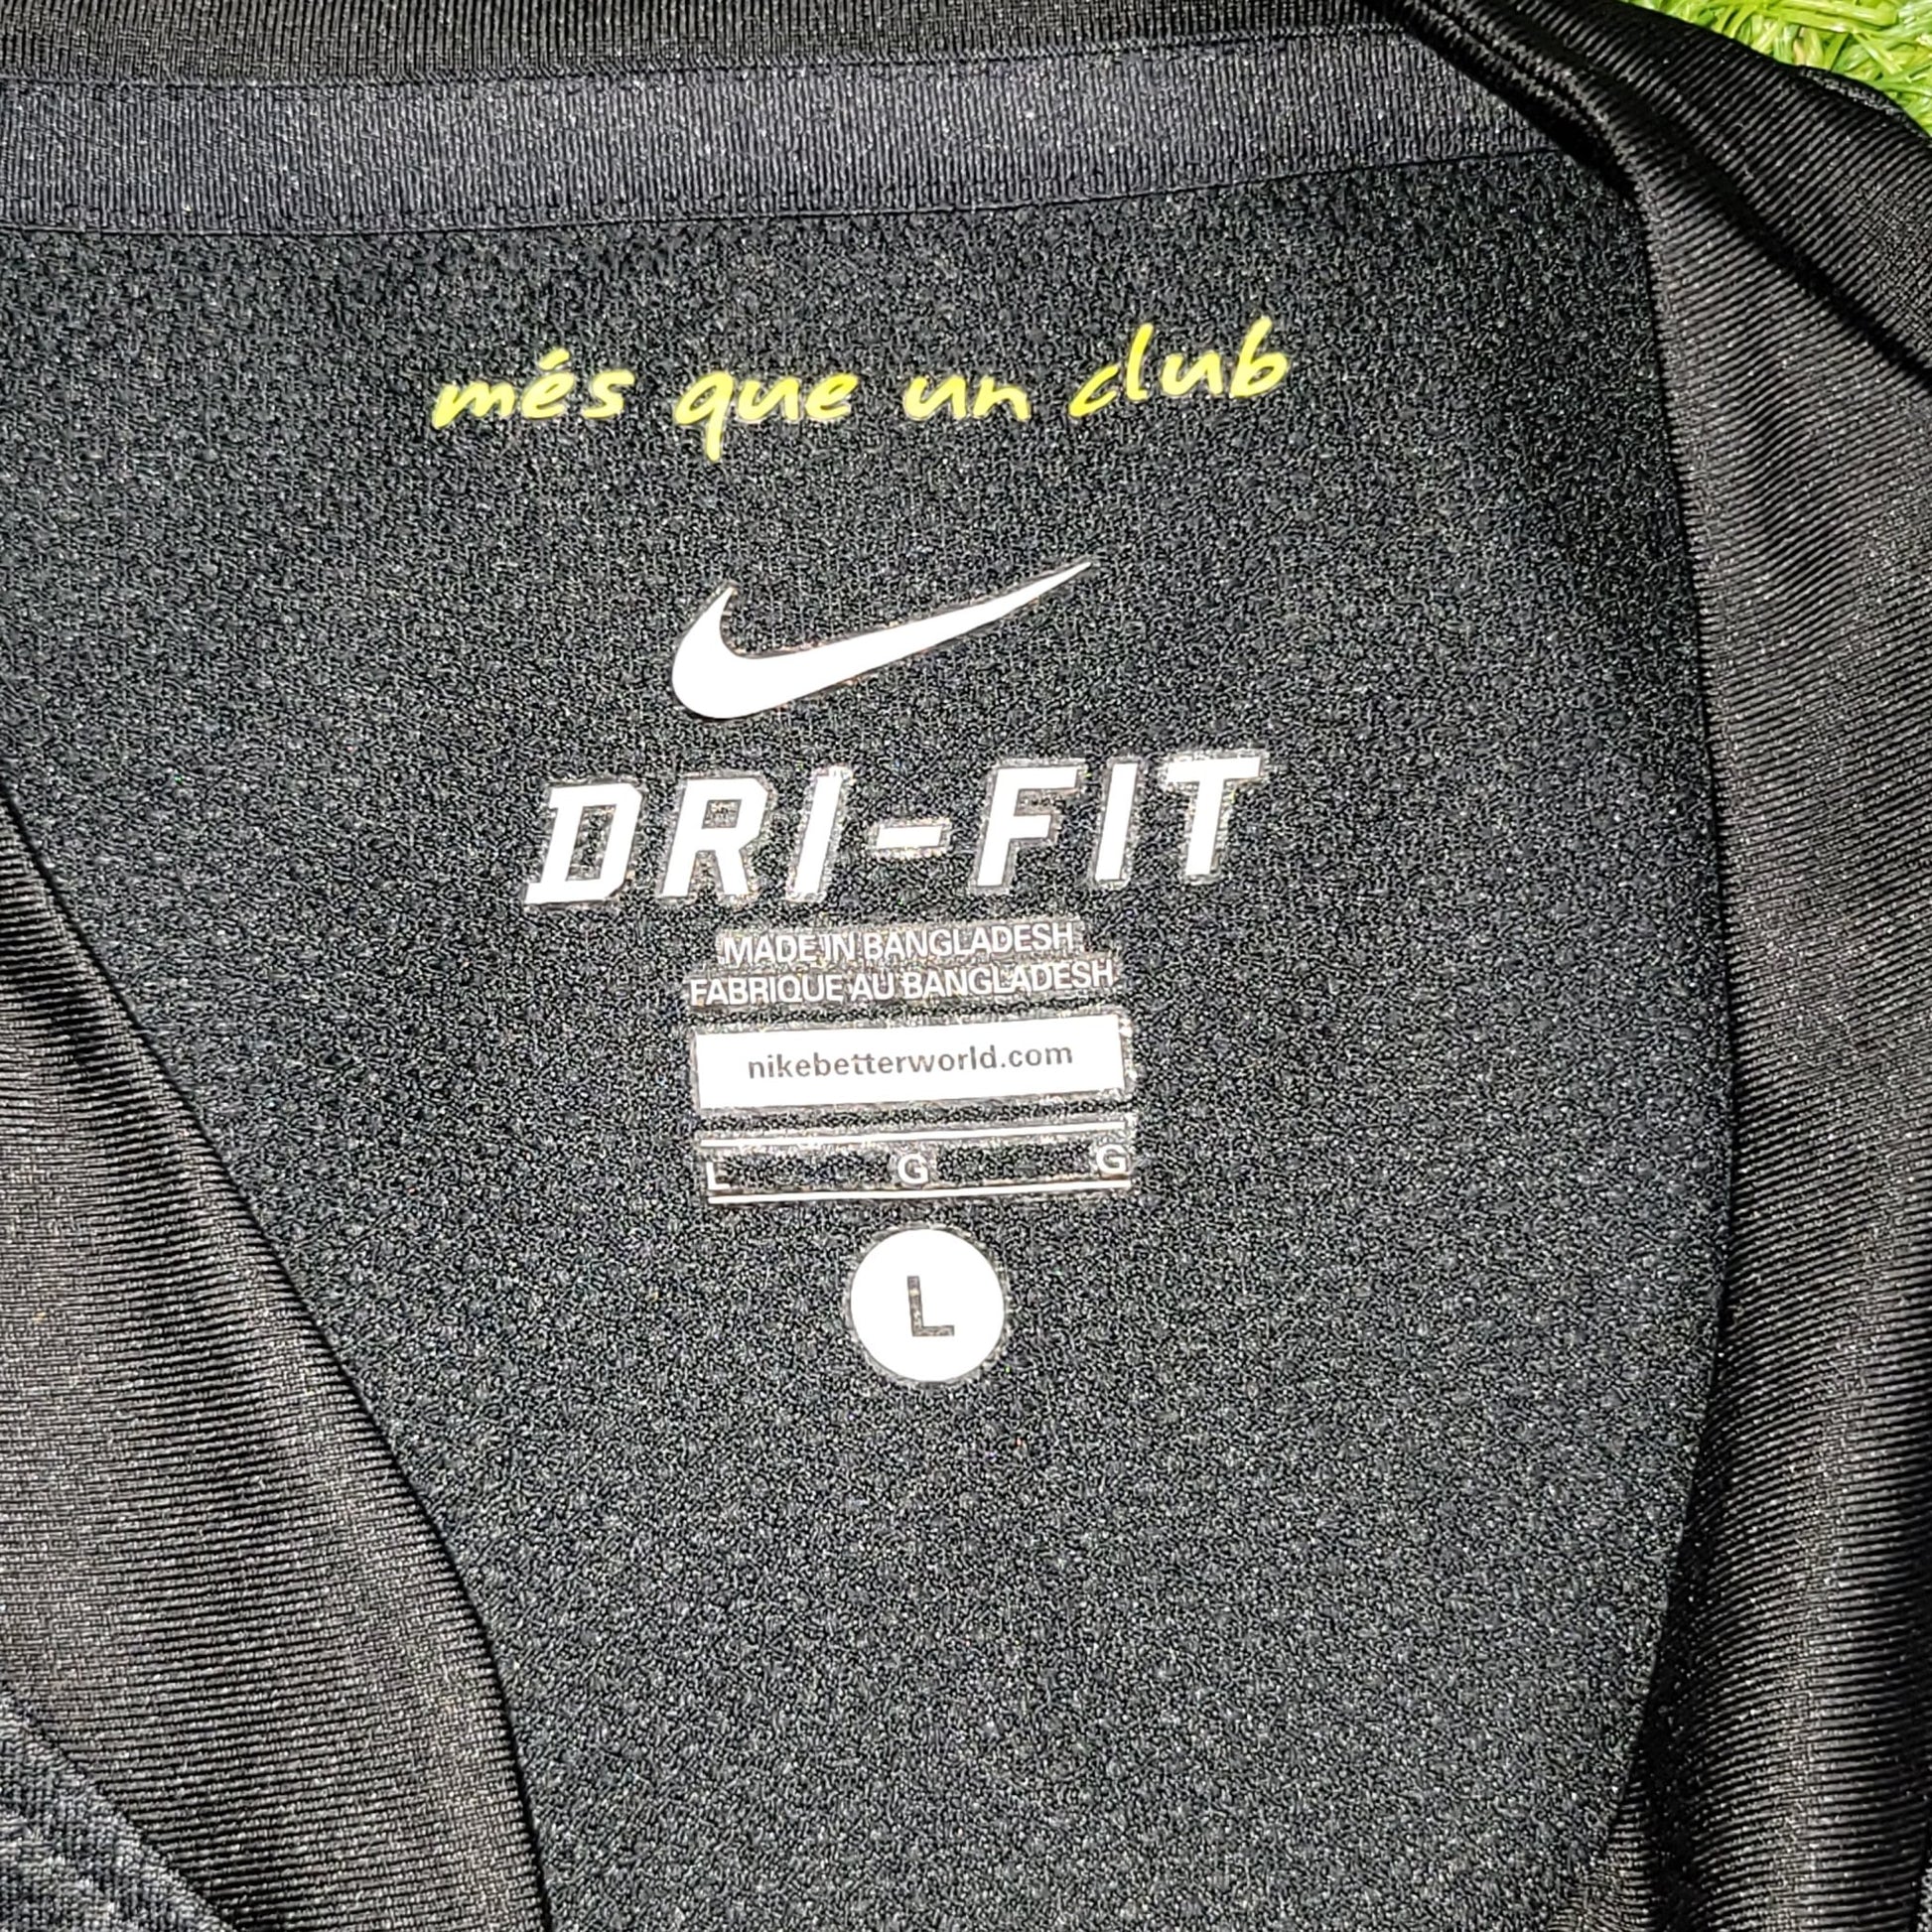 més que un club
DRI-FIT
MADE IN BANGLADESH
FABRIQUE AU BANGLADESH
nikebetterworld.com
L G G
L